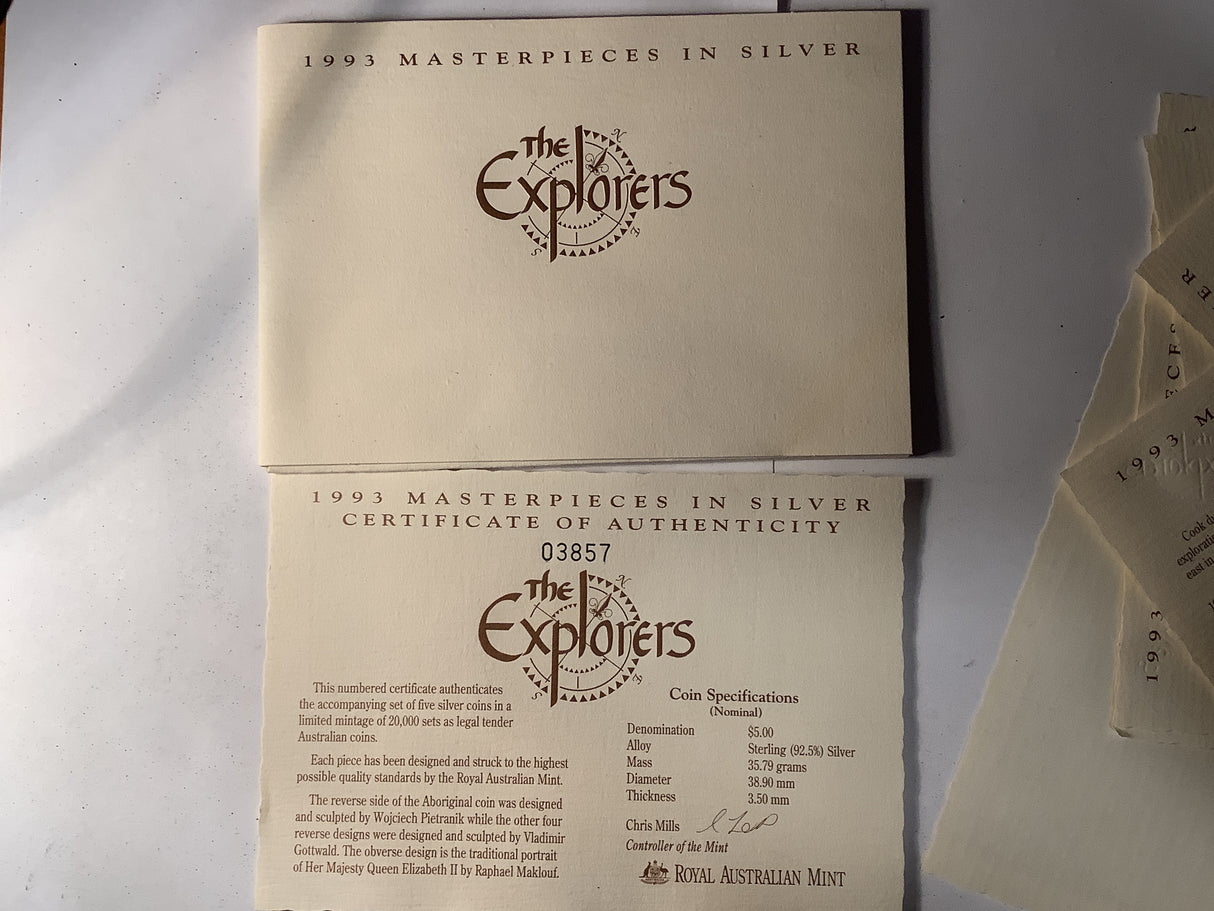 1993 MASTERPIECES IN SILVER
The
Explorers
N
E
S
1993 MASTERPIECES IN SILVER
CERTIFICATE OF AUTHENTICITY
03857
The
Explorers
N
E
S
This numbered certificate authenticates
the accompanying set of five silver coins in a
limited mintage of 20,000 sets as legal tender
Australian coins.
Each piece has been designed and struck to the highest
possible quality standards by the Royal Australian Mint.
The reverse side of the Aboriginal coin was designed
and sculpted by Wojciech Pietranik while the other four
reverse designs were designed and sculpted by Vladimir
Gottwald. The obverse design is the traditional portrait
of Her Majesty Queen Elizabeth II by Raphael Maklouf.
Coin Specifications
(Nominal)
Denomination $5.00
Alloy Sterling (92.5%) Silver
Mass 35.79 grams
Diameter 38.90 mm
Thickness 3.50 mm
Chris Mills
Controller of the Mint
ROYAL AUSTRALIAN MINT
ER
1993 M
Cook
east in
1993